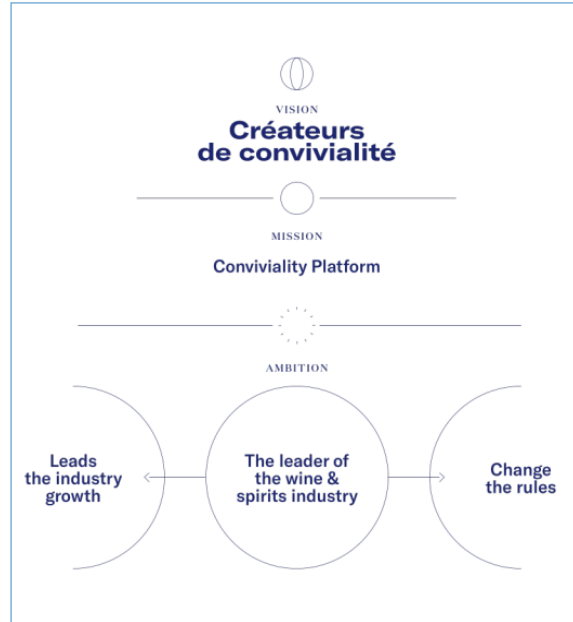 VISION
Créateurs
de convivialité
MISSION
Conviviality Platform
AMBITION
Leads
the industry
growth
The leader of
the wine &
spirits industry
Change
the rules